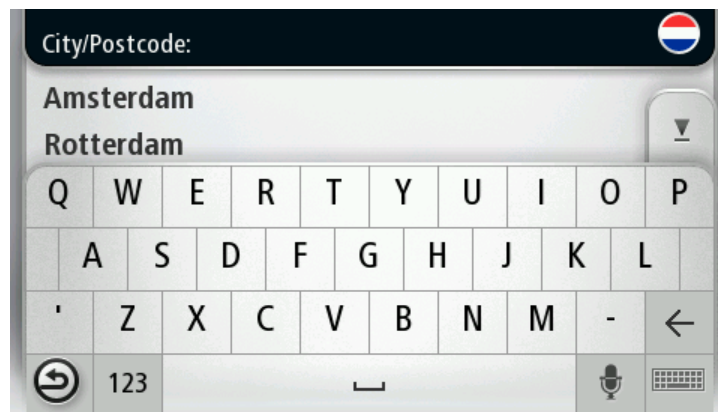 City/Postcode:
Amsterdam
Rotterdam
Q W E R T Y U I O P
A S D F G H J K L
' Z X C V B N M -
123